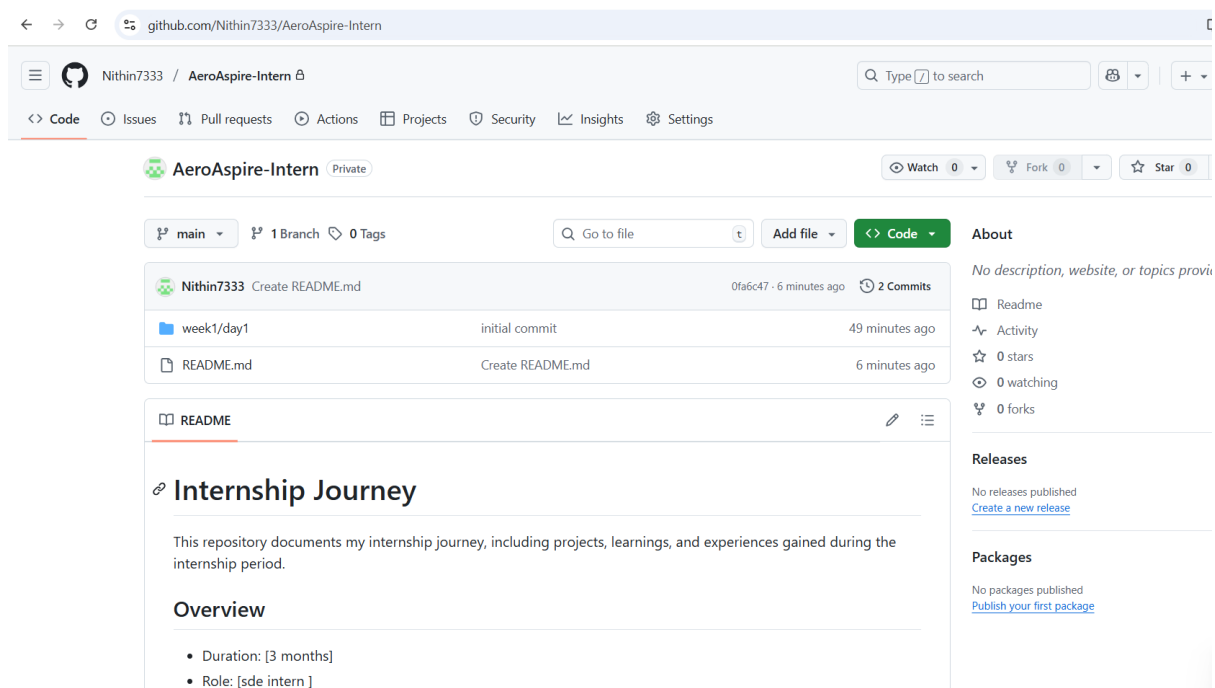 github.com/Nithin7333/AeroAspire-Intern
Nithin7333 / AeroAspire-Intern
Type / to search
Code Issues Pull requests Actions Projects Security Insights Settings
AeroAspire-Intern Private
Watch 0 Fork 0 Star 0
main 1 Branch 0 Tags Go to file t Add file Code
About
No description, website, or topics provi
Nithin7333 Create README.md 0fa6c47 · 6 minutes ago 2 Commits
week1/day1 initial commit 49 minutes ago
README.md Create README.md 6 minutes ago
Readme
Activity
0 stars
0 watching
0 forks
README
Releases
No releases published
Create a new release
Internship Journey
This repository documents my internship journey, including projects, learnings, and experiences gained during the
internship period.
Packages
No packages published
Publish your first package
Overview
• Duration: [3 months]
• Role: [sde intern ]